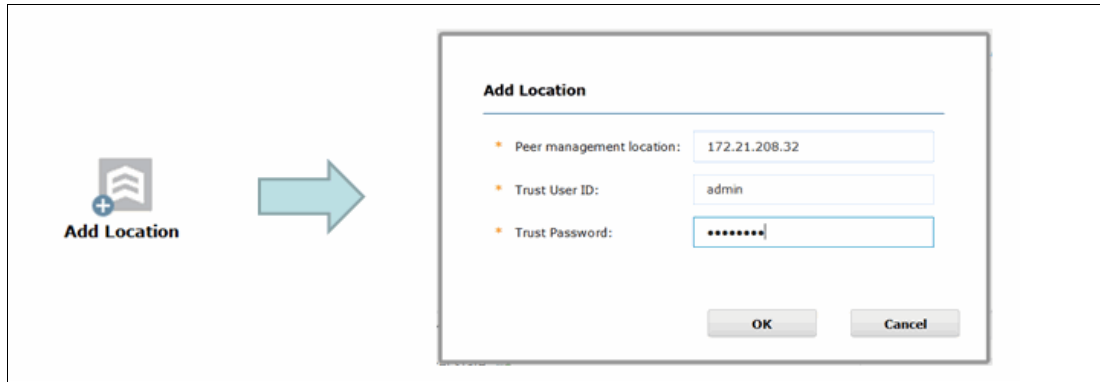 Add Location
Add Location
* Peer management location: 172.21.208.32
* Trust User ID: admin
* Trust Password: ••••••••
OK Cancel